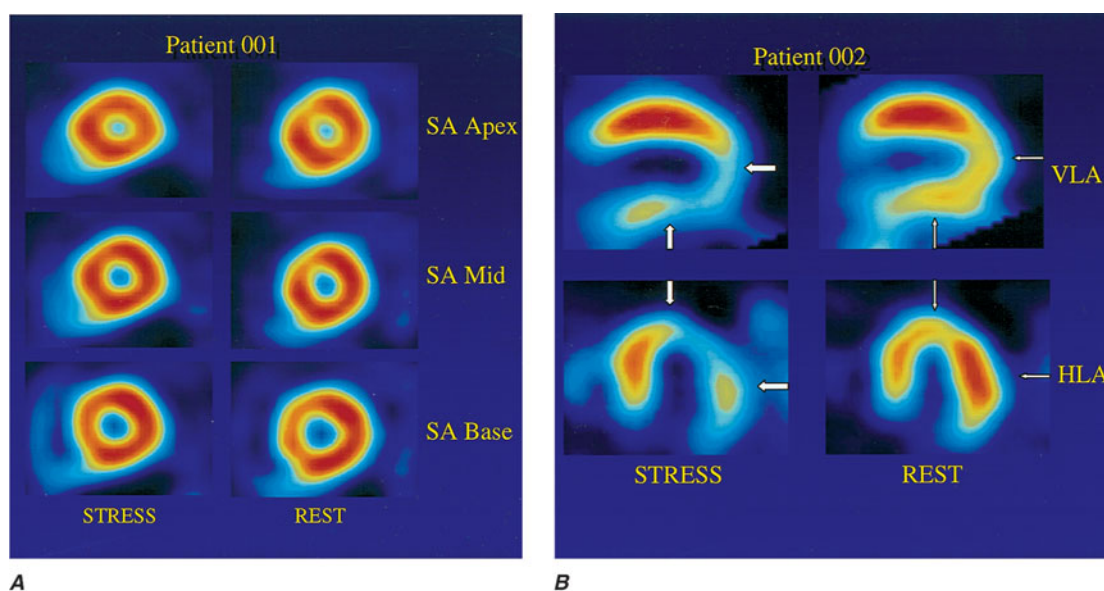 Patient 001
SA Apex
SA Mid
SA Base
STRESS REST
A
Patient 002
VLA
HLA
STRESS REST
B